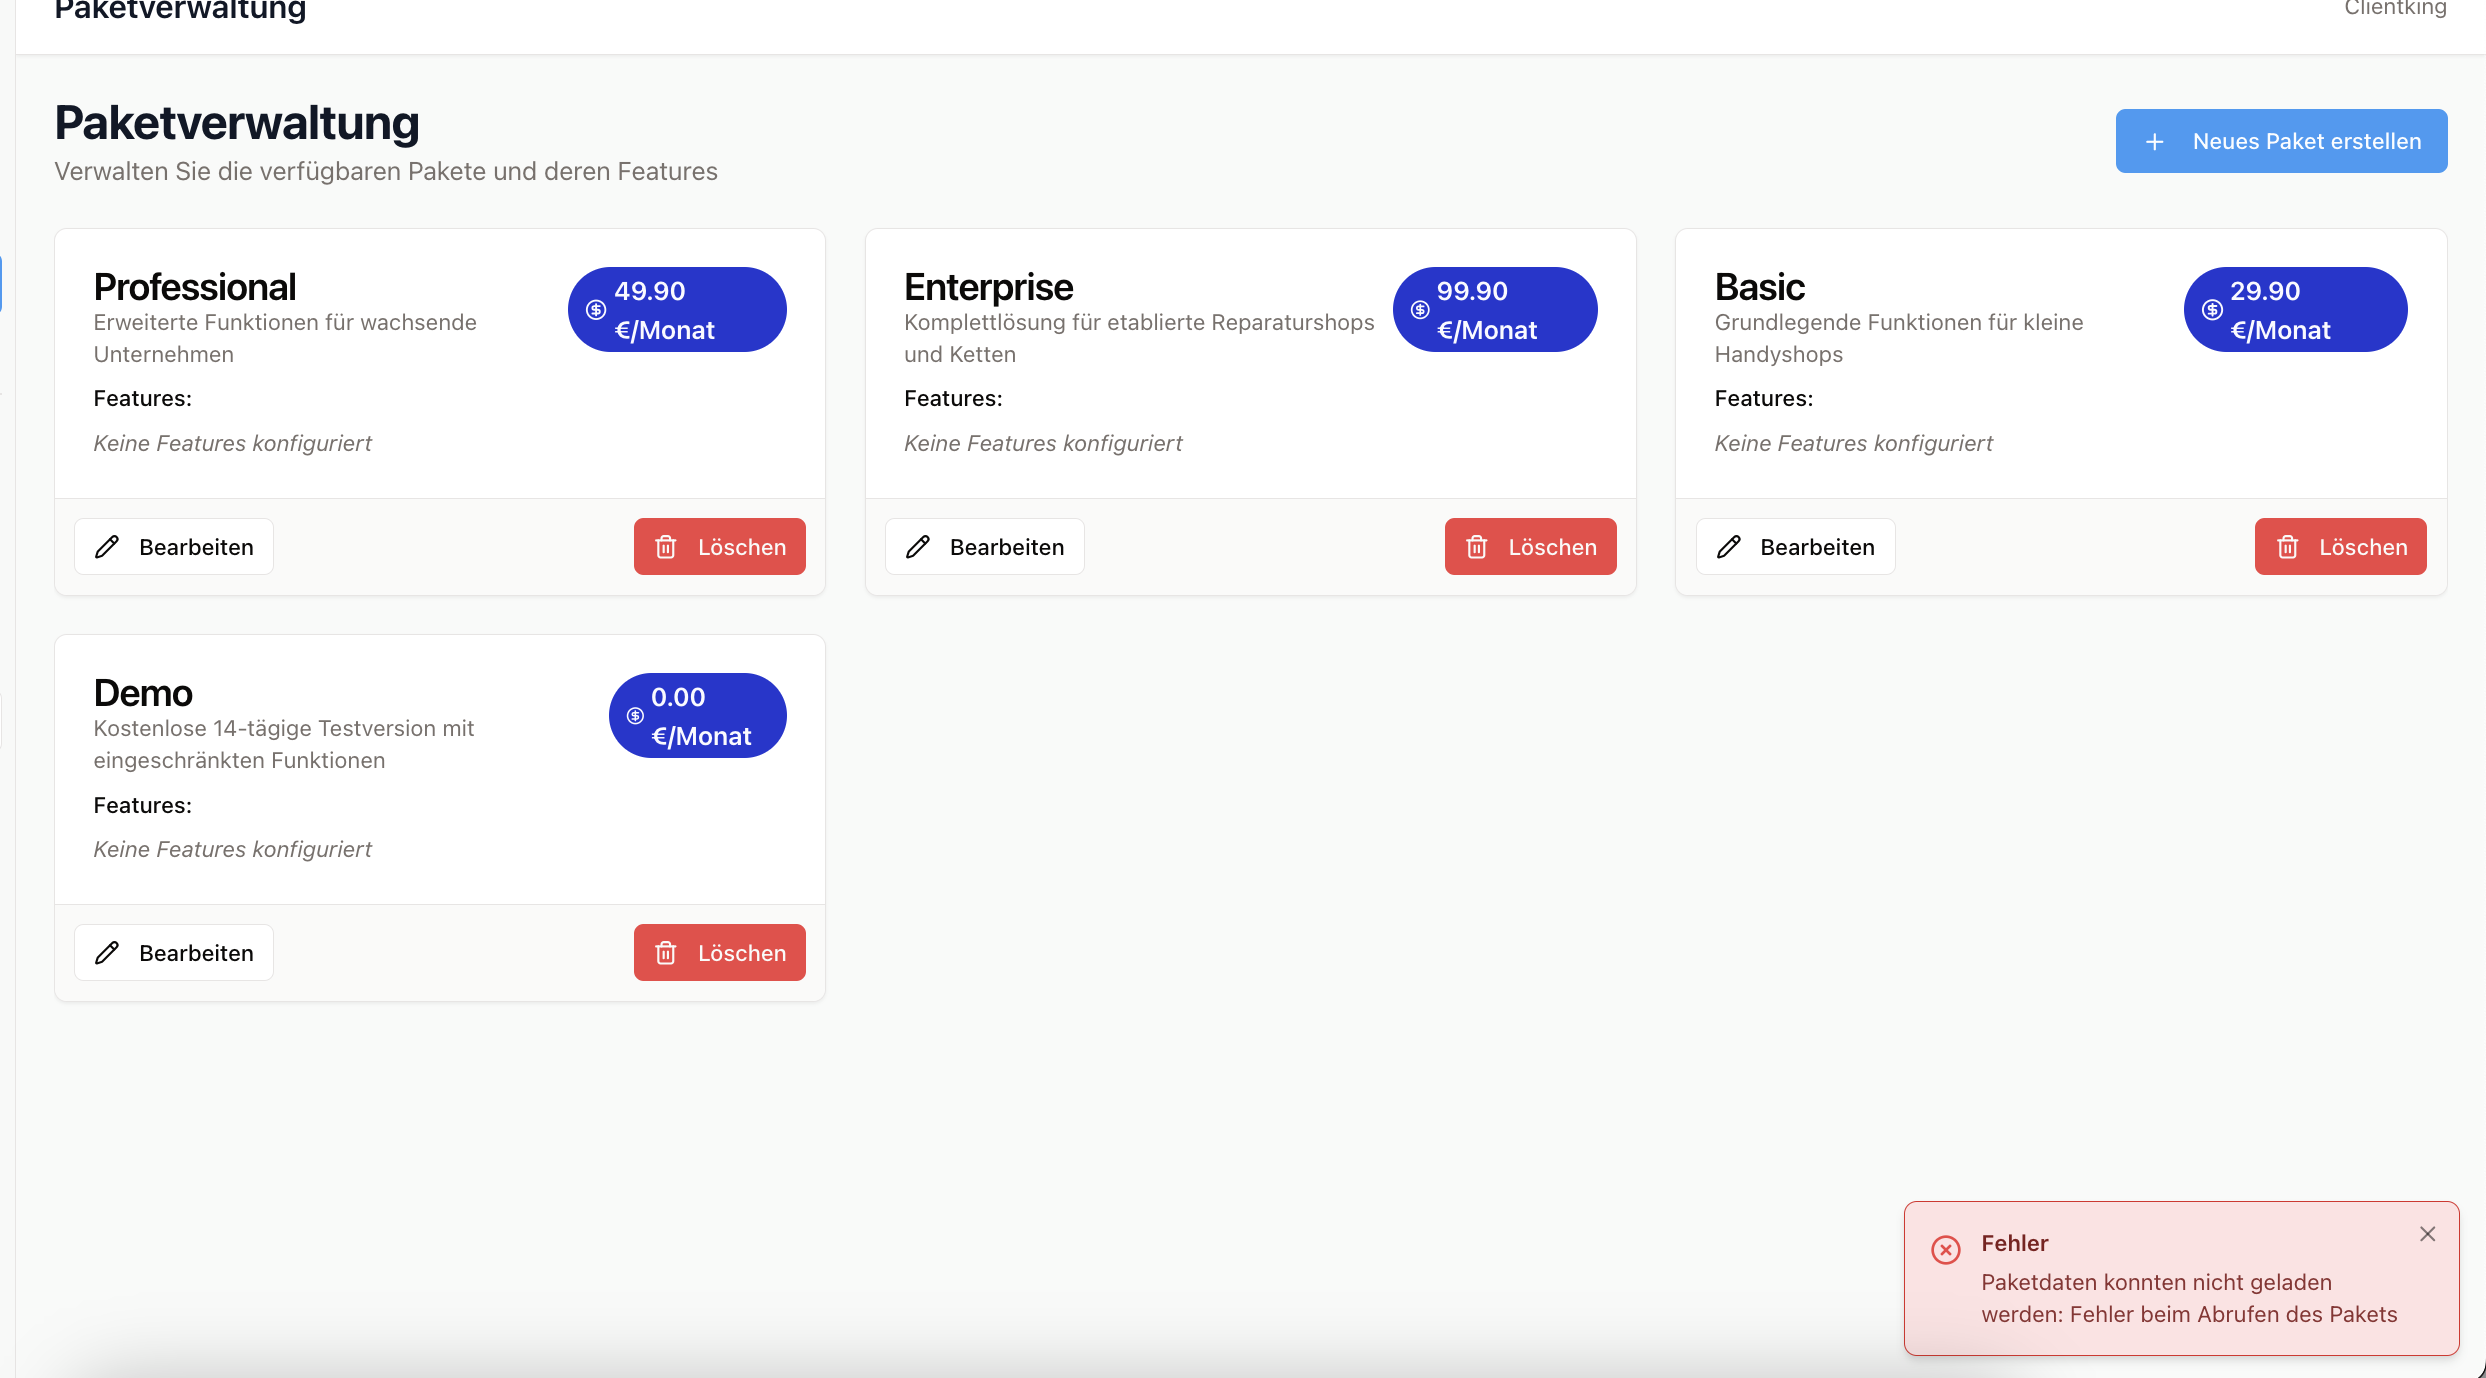 Paketverwaltung
Clientking
Paketverwaltung
Verwalten Sie die verfügbaren Pakete und deren Features
Neues Paket erstellen
Professional
Erweiterte Funktionen für wachsende
Unternehmen
49.90
€/Monat
Features:
Keine Features konfiguriert
Bearbeiten
Löschen
Enterprise
Komplettlösung für etablierte Reparaturshops
und Ketten
99.90
€/Monat
Features:
Keine Features konfiguriert
Bearbeiten
Löschen
Basic
Grundlegende Funktionen für kleine
Handyshops
29.90
€/Monat
Features:
Keine Features konfiguriert
Bearbeiten
Löschen
Demo
Kostenlose 14-tägige Testversion mit
eingeschränkten Funktionen
0.00
€/Monat
Features:
Keine Features konfiguriert
Bearbeiten
Löschen
Fehler
Paketdaten konnten nicht geladen
werden: Fehler beim Abrufen des Pakets